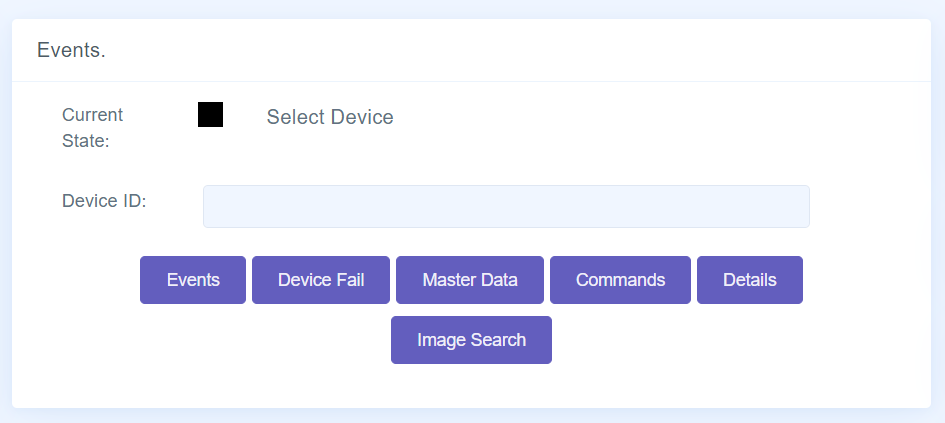 Events.
Current
State:
Select Device
Device ID:
Events Device Fail Master Data Commands Details
Image Search